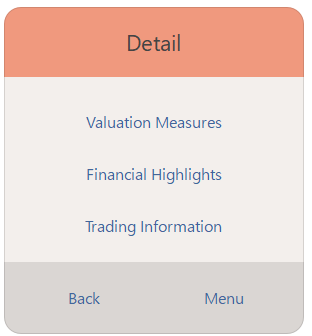 Detail
Valuation Measures
Financial Highlights
Trading Information
Back Menu